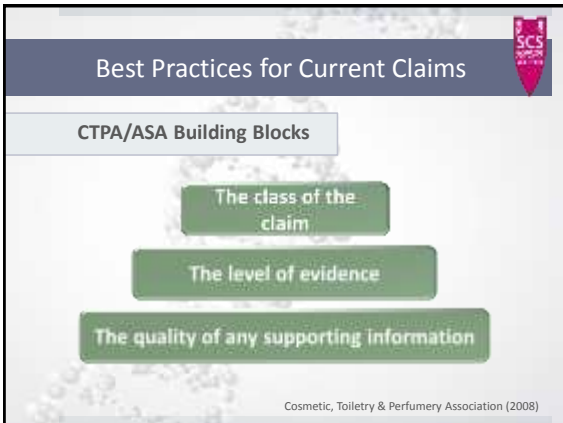 SCS
Best Practices for Current Claims
CTPA/ASA Building Blocks
The class of the
claim
The level of evidence
The quality of any supporting information
Cosmetic, Toiletry & Perfumery Association (2008)